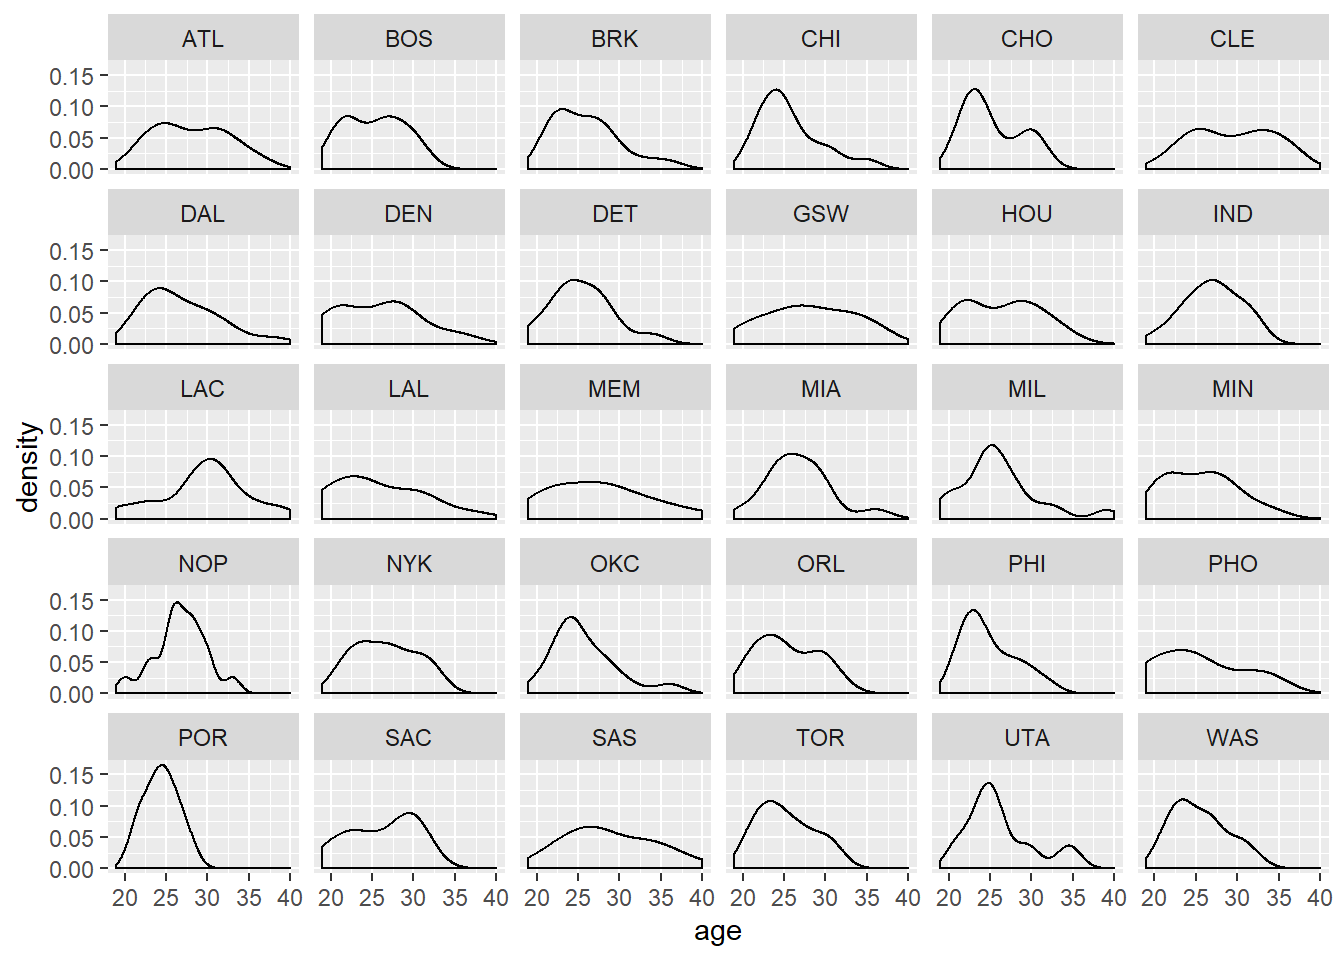 ATL BOS BRK CHI CHO CLE
0.15
0.10
0.05
0.00
DAL DEN DET GSW HOU IND
0.15
0.10
0.05
0.00
LAC LAL MEM MIA MIL MIN
0.15
0.10
0.05
0.00
density
NOP NYK OKC ORL PHI PHO
0.15
0.10
0.05
0.00
POR SAC SAS TOR UTA WAS
0.15
0.10
0.05
0.00
20 25 30 35 40 20 25 30 35 40 20 25 30 35 40 20 25 30 35 40 20 25 30 35 40 20 25 30 35 40
age